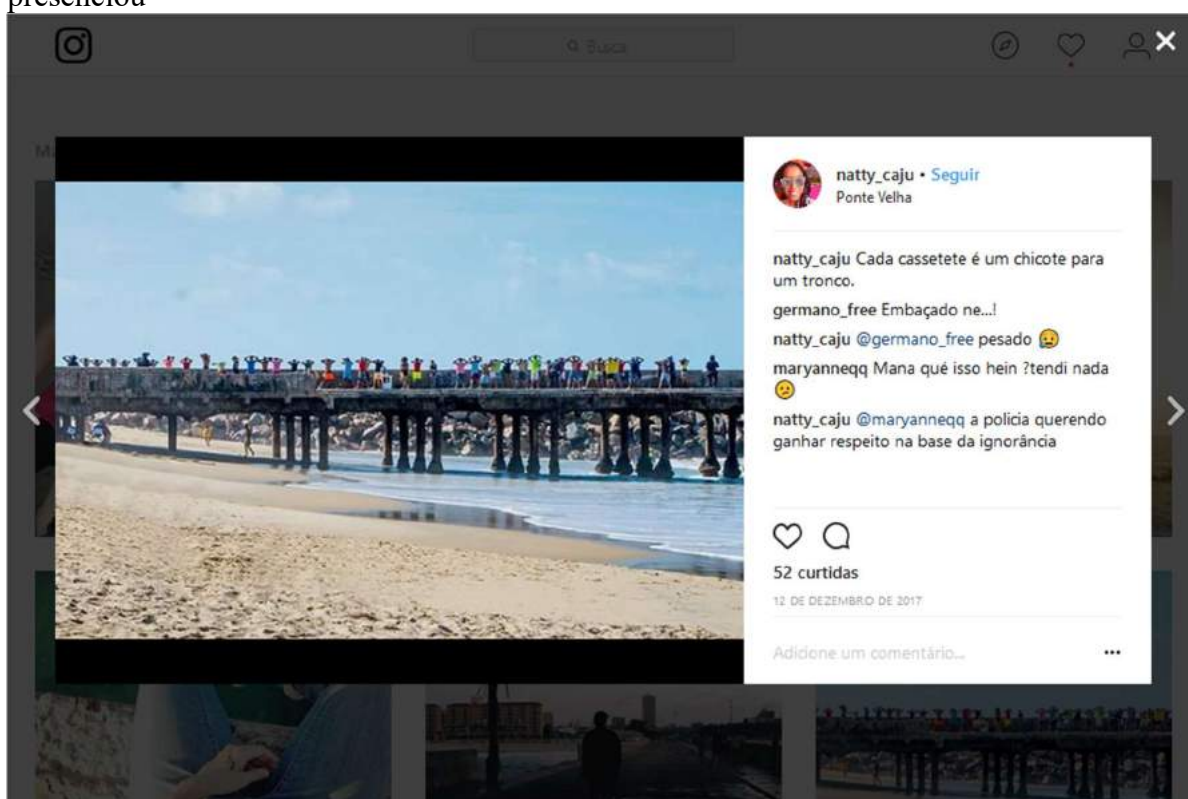 presenciou
Busca
natty_caju • Seguir
Ponte Velha
natty_caju Cada cassetete é um chicote para
um tronco.
germano_free Embaçado ne...!
natty_caju @germano_free pesado 😥
maryanneqq Mana qué isso hein ?tendi nada
😕
natty_caju @maryanneqq a policia querendo
ganhar respeito na base da ignorância
52 curtidas
12 DE DEZEMBRO DE 2017
Adicione um comentário...